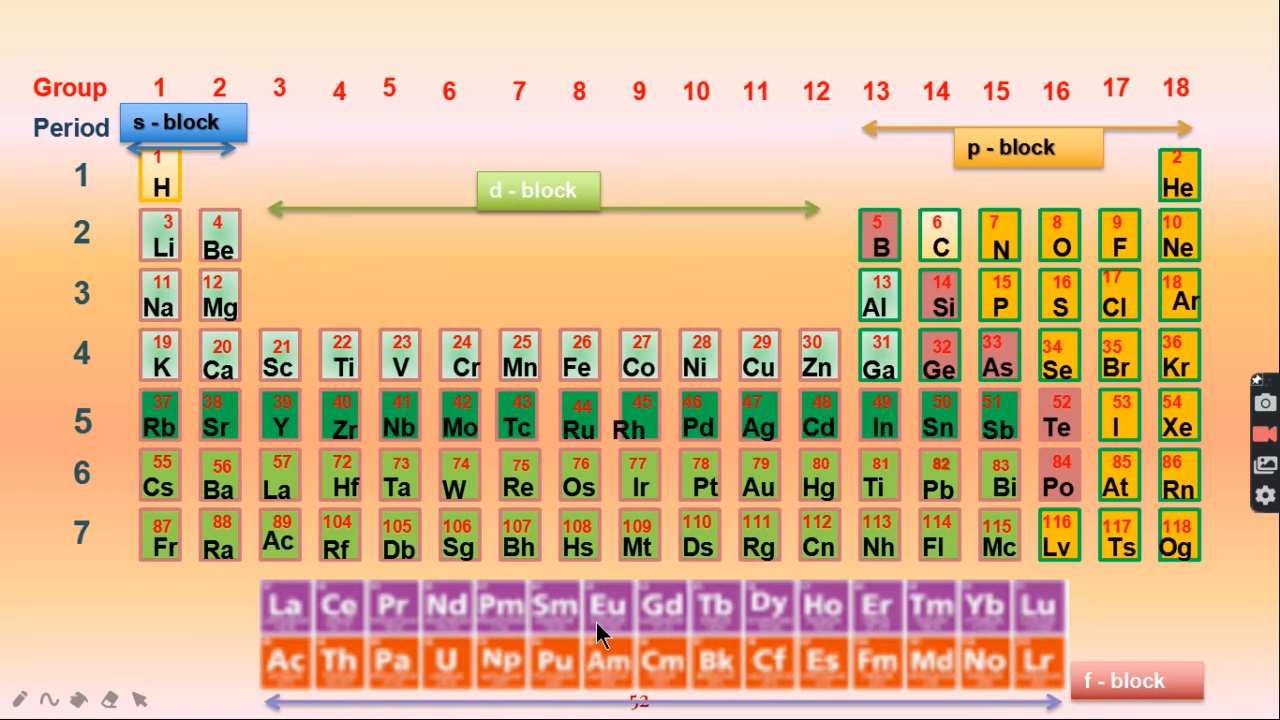 Group 1 2 3 4 5 6 7 8 9 10 11 12 13 14 15 16 17 18
Period s - block p - block
1 1 H 2 He
d - block
2 3 Li 4 Be 5 B 6 C 7 N 8 O 9 F 10 Ne
3 11 Na 12 Mg 13 Al 14 Si 15 P 16 S 17 Cl 18 Ar
4 19 K 20 Ca 21 Sc 22 Ti 23 V 24 Cr 25 Mn 26 Fe 27 Co 28 Ni 29 Cu 30 Zn 31 Ga 32 Ge 33 As 34 Se 35 Br 36 Kr
5 37 Rb 38 Sr 39 Y 40 Zr 41 Nb 42 Mo 43 Tc 44 Ru 45 Rh 46 Pd 47 Ag 48 Cd 49 In 50 Sn 51 Sb 52 Te 53 I 54 Xe
6 55 Cs 56 Ba 57 La 72 Hf 73 Ta 74 W 75 Re 76 Os 77 Ir 78 Pt 79 Au 80 Hg 81 Ti 82 Pb 83 Bi 84 Po 85 At 86 Rn
7 87 Fr 88 Ra 89 Ac 104 Rf 105 Db 106 Sg 107 Bh 108 Hs 109 Mt 110 Ds 111 Rg 112 Cn 113 Nh 114 Fl 115 Mc 116 Lv 117 Ts 118 Og
La Ce Pr Nd Pm Sm Eu Gd Tb Dy Ho Er Tm Yb Lu
Ac Th Pa U Np Pu Am Cm Bk Cf Es Fm Md No Lr
f - block
52